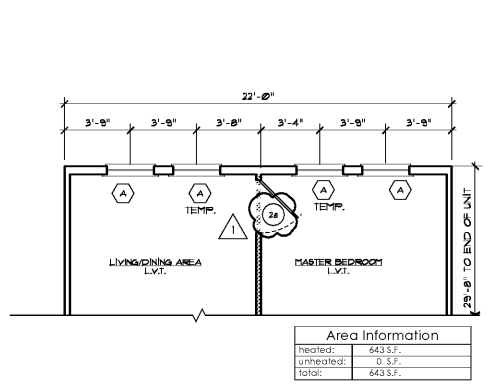 22'-0"
3'-9" 3'-9" 3'-8" 3'-4" 3'-9" 3'-9"
A A A A
TEMP. TEMP.
2a
1
29'-8" TO END OF UNIT
LIVING/DINING AREA
L.V.T.
MASTER BEDROOM
L.V.T.
Area Information
heated: 643 S.F.
unheated: 0 S.F.
total: 643 S.F.